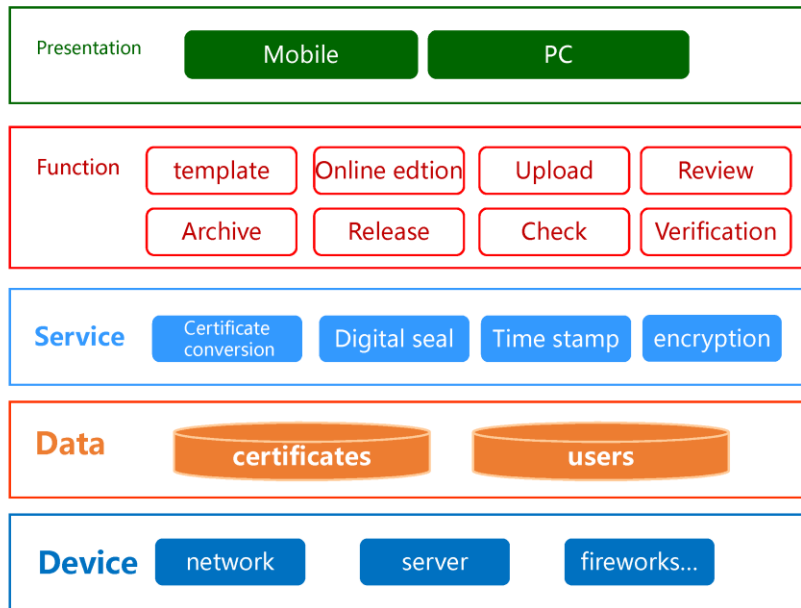 Presentation
Mobile
PC
Function
template
Online edtion
Upload
Review
Archive
Release
Check
Verification
Service
Certificate
conversion
Digital seal
Time stamp
encryption
Data
certificates
users
Device
network
server
fireworks...